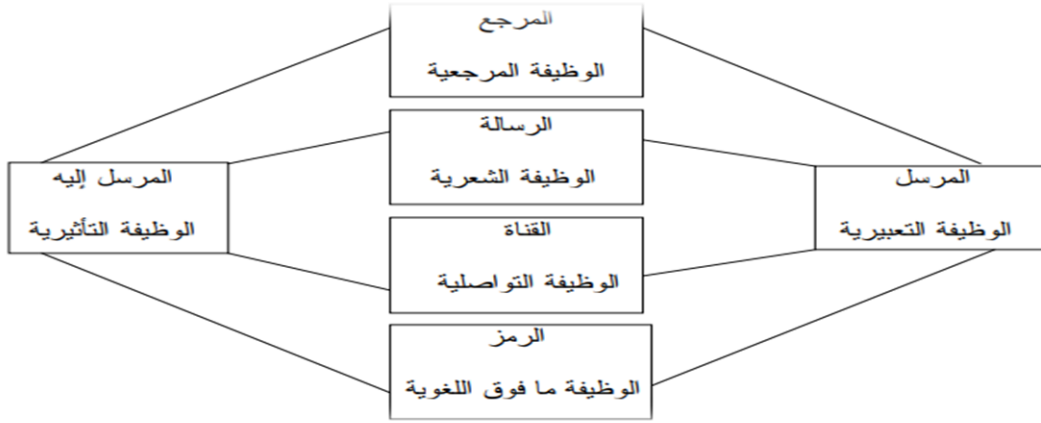 المرجع
الوظيفة المرجعية
الرسالة
الوظيفة الشعرية
المرسل
الوظيفة التعبيرية
المرسل إليه
الوظيفة التأثيرية
القناة
الوظيفة التواصلية
الرمز
الوظيفة ما فوق اللغوية